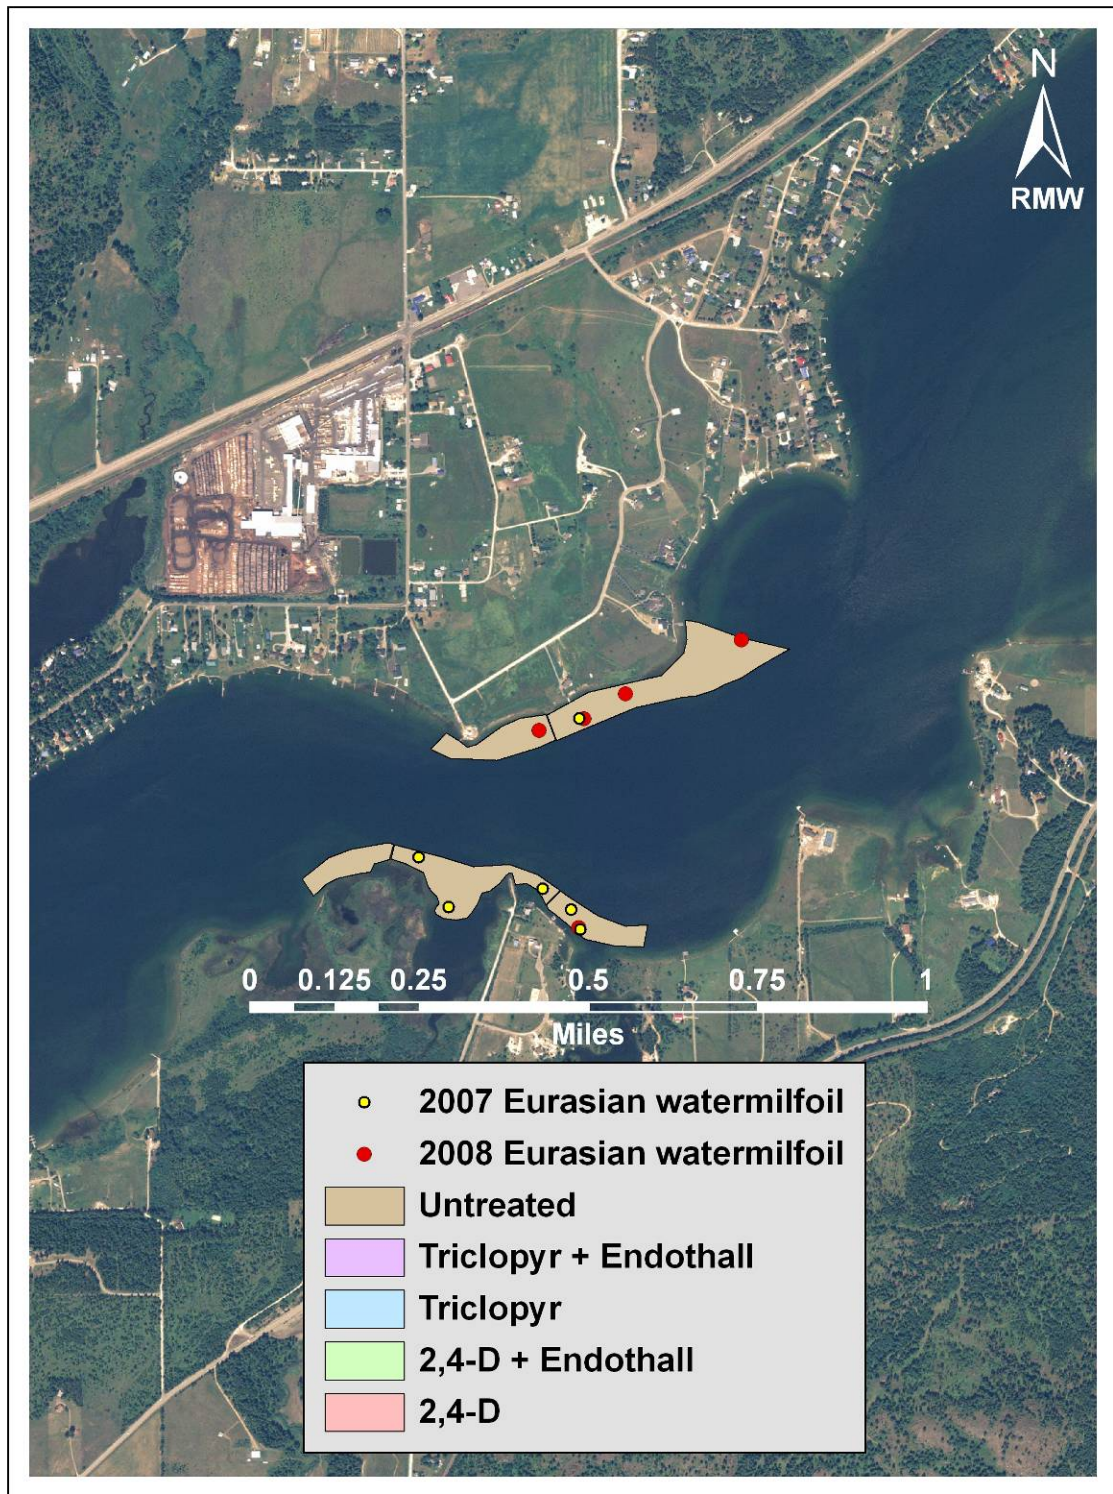 N
RMW
0 0.125 0.25 0.5 0.75 1
Miles
2007 Eurasian watermilfoil
2008 Eurasian watermilfoil
Untreated
Triclopyr + Endothall
Triclopyr
2,4-D + Endothall
2,4-D